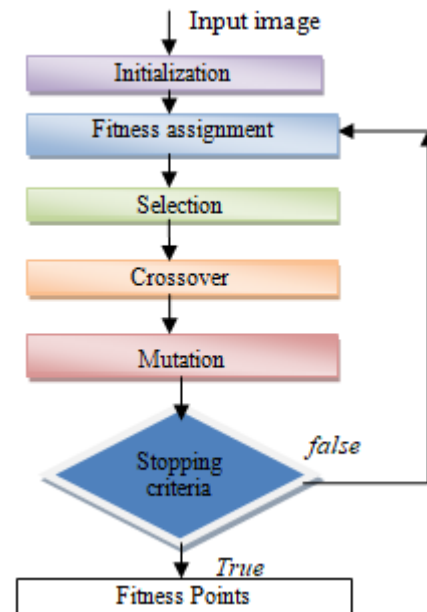 Input image
Initialization
Fitness assignment
Selection
Crossover
Mutation
Stopping
criteria
false
True
Fitness Points